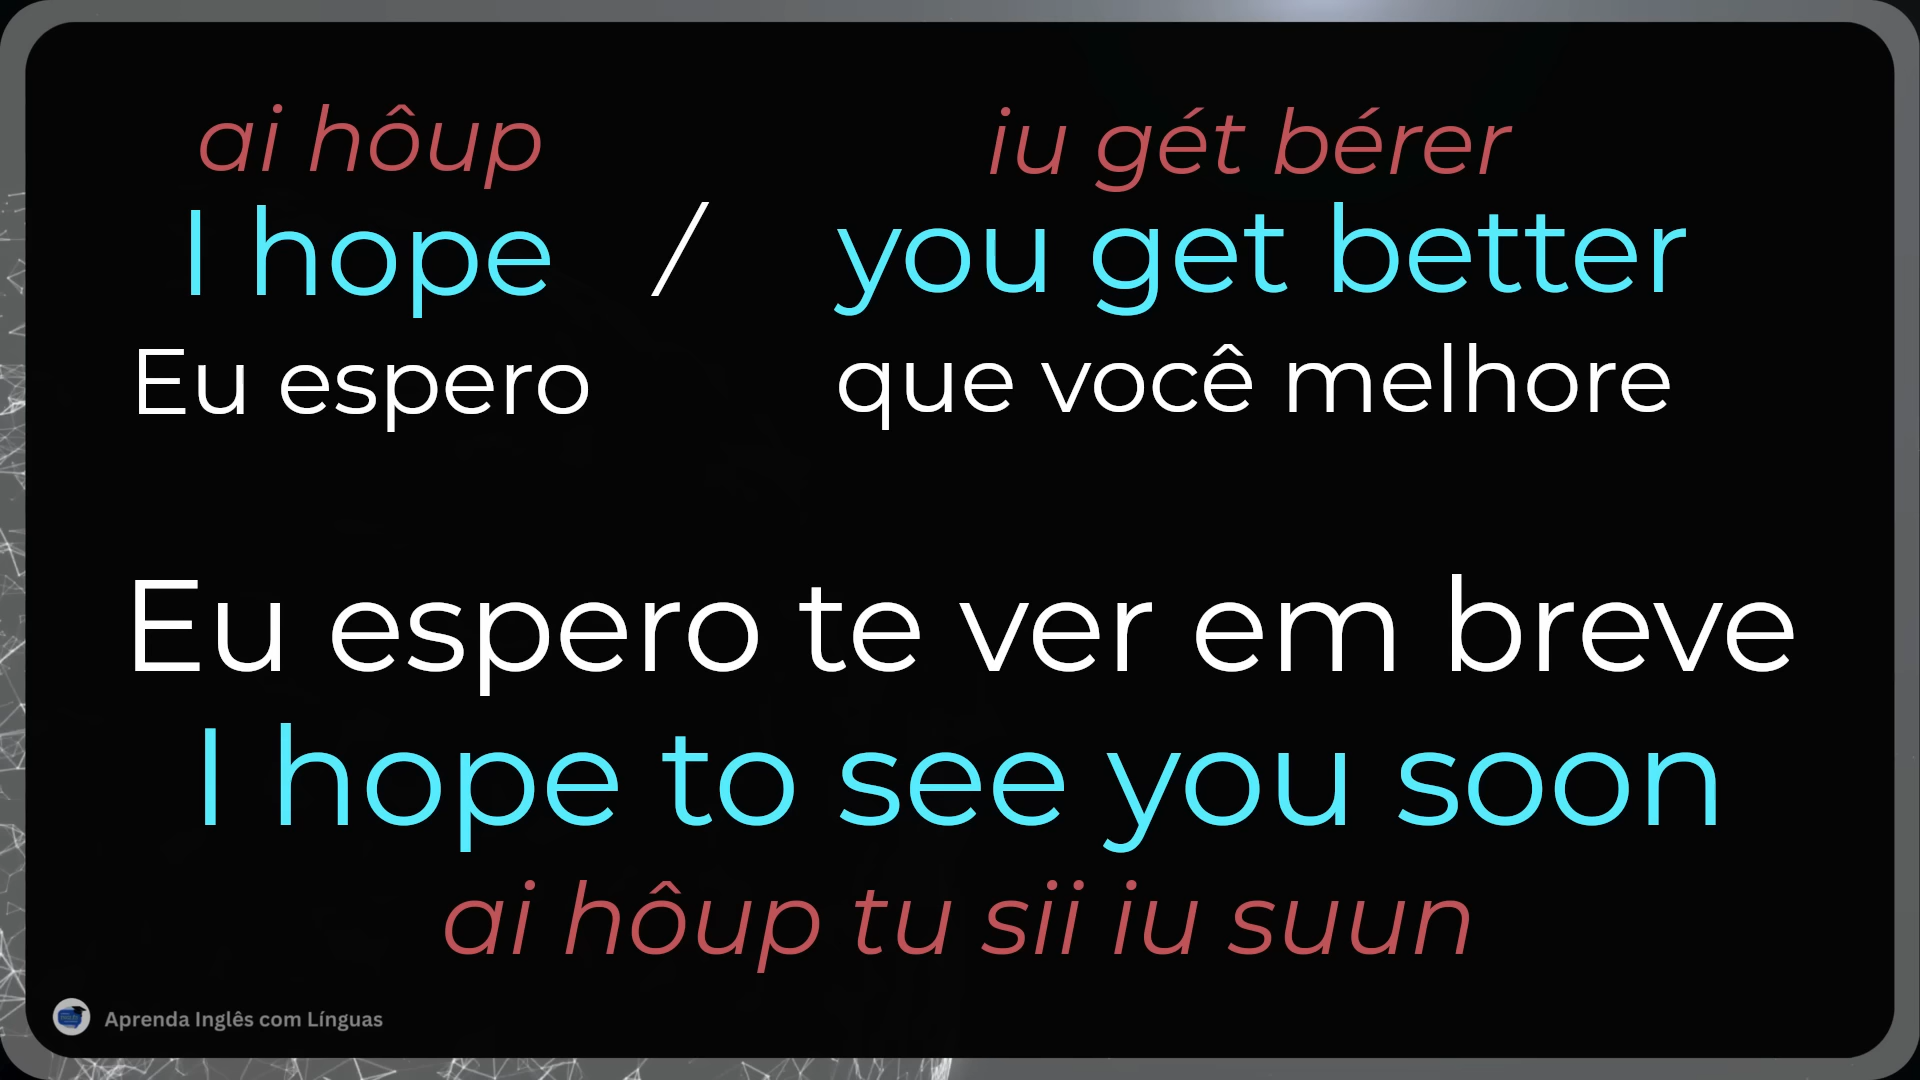 ai hôup iu gét bérer
I hope / you get better
Eu espero que você melhore
Eu espero te ver em breve
I hope to see you soon
ai hôup tu sii iu suun
Aprenda Inglês com Línguas